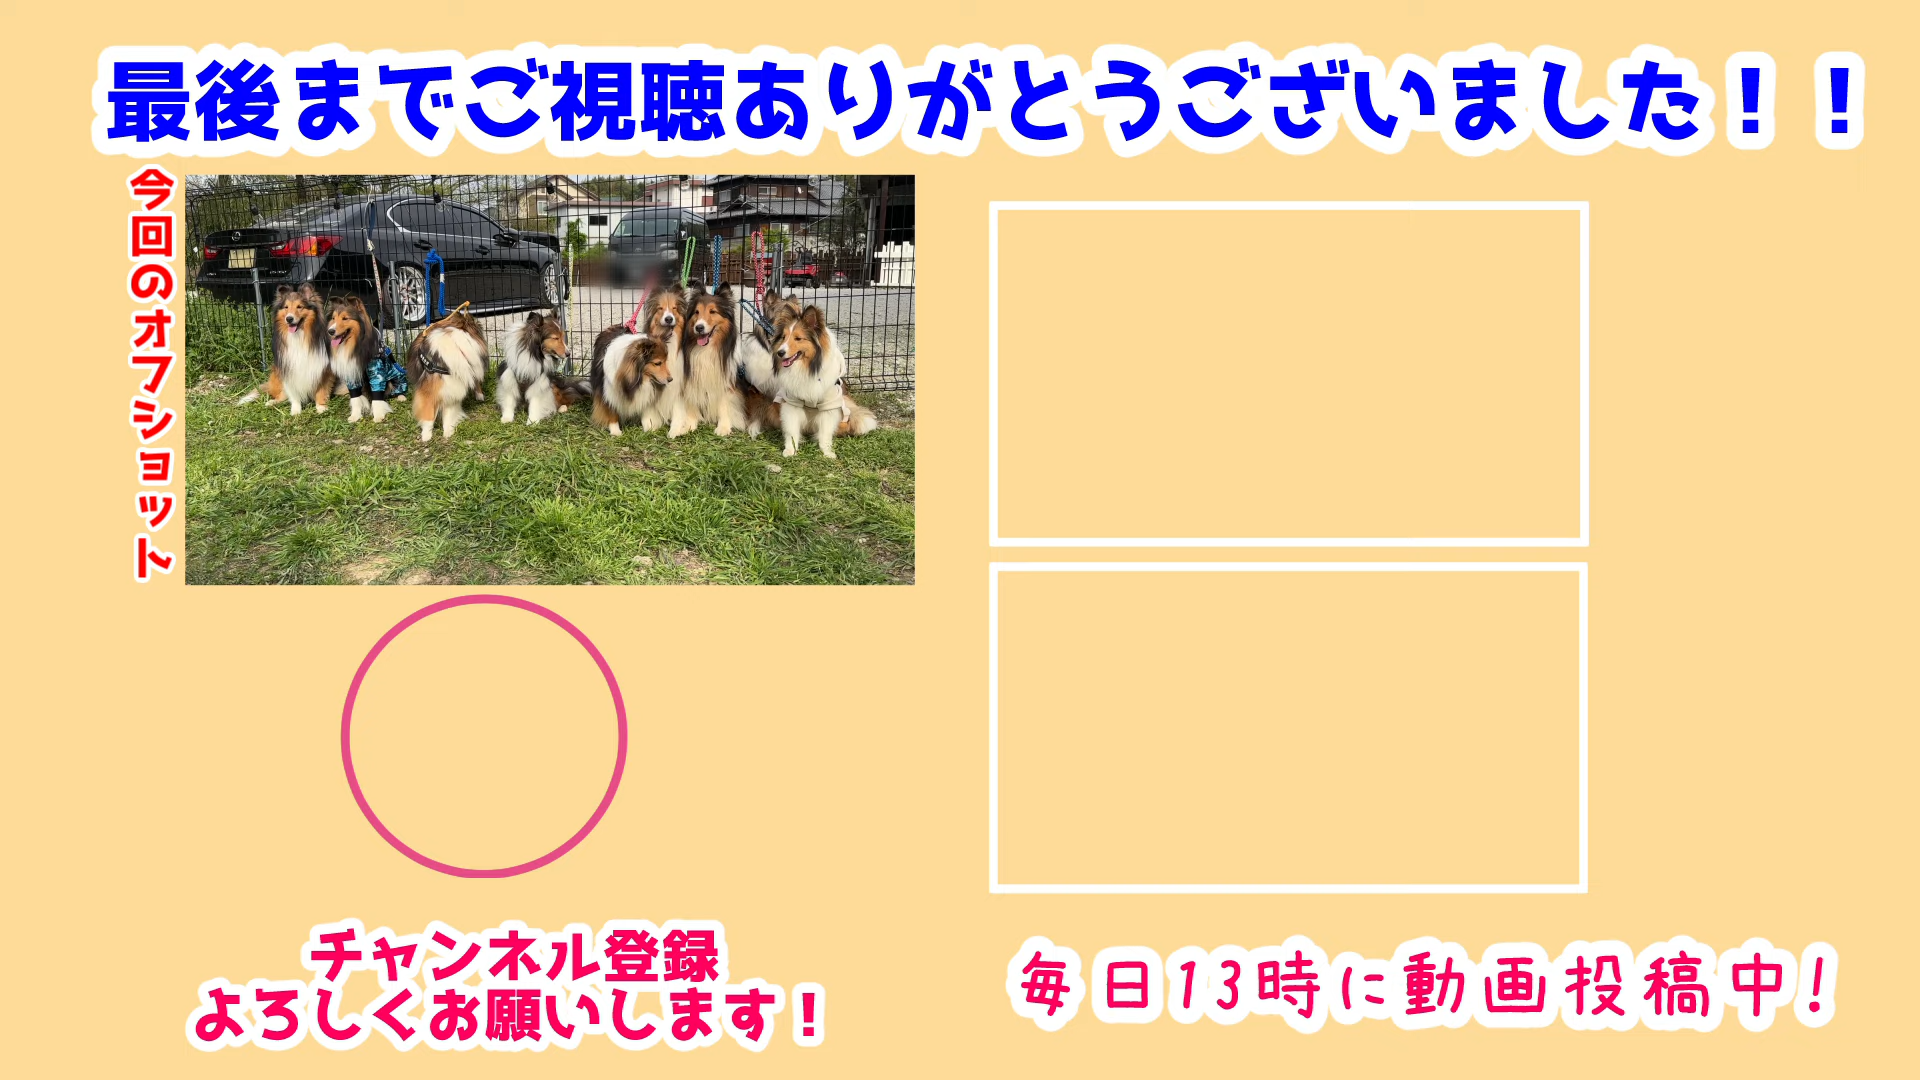 最後までご視聴ありがとうございました！！
今回のオフショット
チャンネル登録
よろしくお願いします！
毎日13時に動画投稿中！